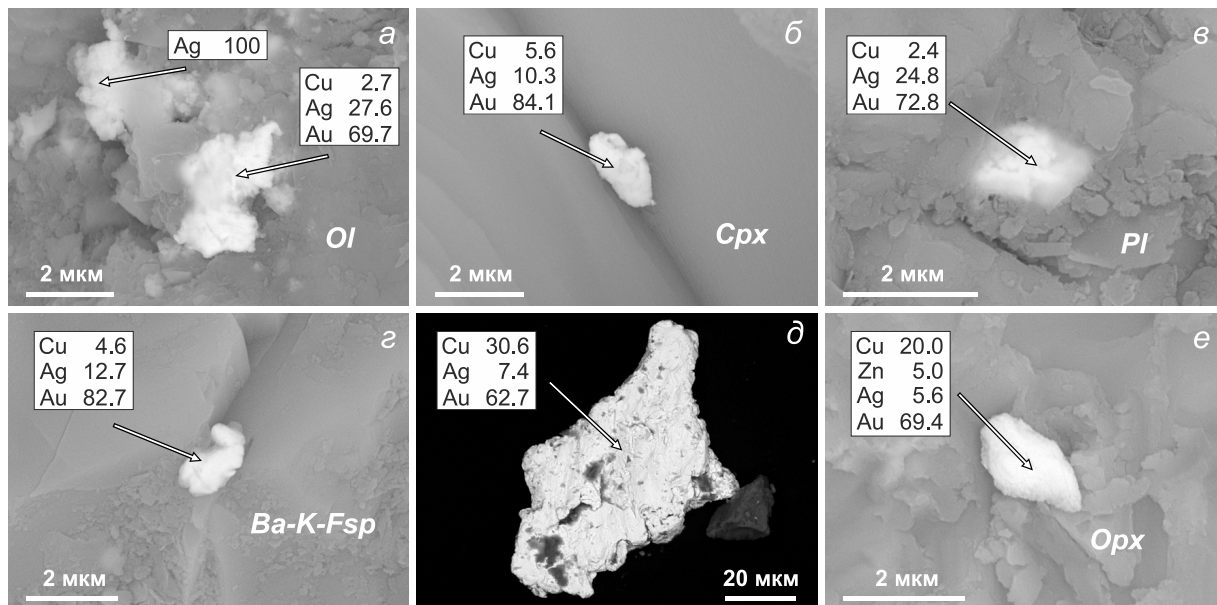 а
Ag 100
Cu 2.7
Ag 27.6
Au 69.7
Ol
2 мкм
б
Cu 5.6
Ag 10.3
Au 84.1
Cpx
2 мкм
в
Cu 2.4
Ag 24.8
Au 72.8
Pl
2 мкм
г
Cu 4.6
Ag 12.7
Au 82.7
Ba-K-Fsp
2 мкм
д
Cu 30.6
Ag 7.4
Au 62.7
20 мкм
е
Cu 20.0
Zn 5.0
Ag 5.6
Au 69.4
Opx
2 мкм